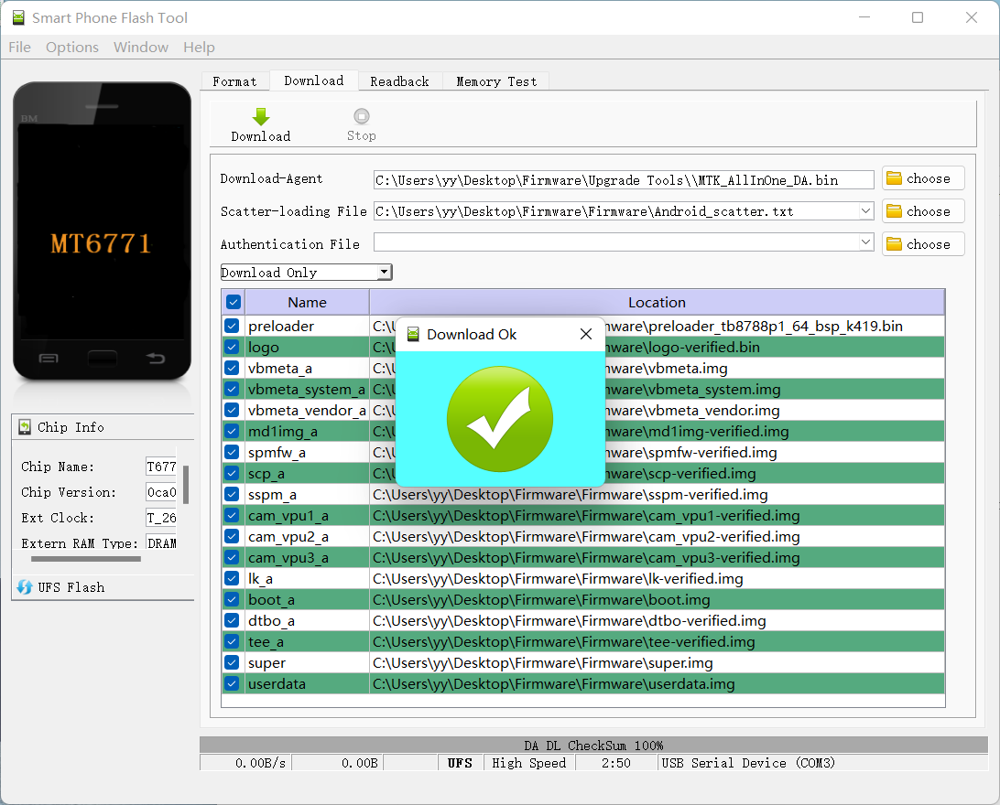 Smart Phone Flash Tool
File Options Window Help
Format Download Readback Memory Test
Download Stop
BM
MT6771
Download-Agent C:\Users\yy\Desktop\Firmware\Upgrade Tools\\MTK_AllInOne_DA.bin choose
Scatter-loading File C:\Users\yy\Desktop\Firmware\Firmware\Android_scatter.txt choose
Authentication File choose
Download Only
Name Location
preloader C:\U mware\preloader_tb8788p1_64_bsp_k419.bin
logo C:\U mware\logo-verified.bin
vbmeta_a C:\U mware\vbmeta.img
vbmeta_system_a C:\U mware\vbmeta_system.img
vbmeta_vendor_a C:\U mware\vbmeta_vendor.img
md1img_a C:\U mware\md1img-verified.img
spmfw_a C:\U mware\spmfw-verified.img
scp_a C:\U mware\scp-verified.img
sspm_a C:\Users\yy\Desktop\Firmware\Firmware\sspm-verified.img
cam_vpu1_a C:\Users\yy\Desktop\Firmware\Firmware\cam_vpu1-verified.img
cam_vpu2_a C:\Users\yy\Desktop\Firmware\Firmware\cam_vpu2-verified.img
cam_vpu3_a C:\Users\yy\Desktop\Firmware\Firmware\cam_vpu3-verified.img
lk_a C:\Users\yy\Desktop\Firmware\Firmware\lk-verified.img
boot_a C:\Users\yy\Desktop\Firmware\Firmware\boot.img
dtbo_a C:\Users\yy\Desktop\Firmware\Firmware\dtbo-verified.img
tee_a C:\Users\yy\Desktop\Firmware\Firmware\tee-verified.img
super C:\Users\yy\Desktop\Firmware\Firmware\super.img
userdata C:\Users\yy\Desktop\Firmware\Firmware\userdata.img
Download Ok
Chip Info
Chip Name: T677
Chip Version: 0ca0
Ext Clock: T_26
Extern RAM Type: DRAM
UFS Flash
DA DL CheckSum 100%
0.00B/s 0.00B UFS High Speed 2:50 USB Serial Device (COM3)